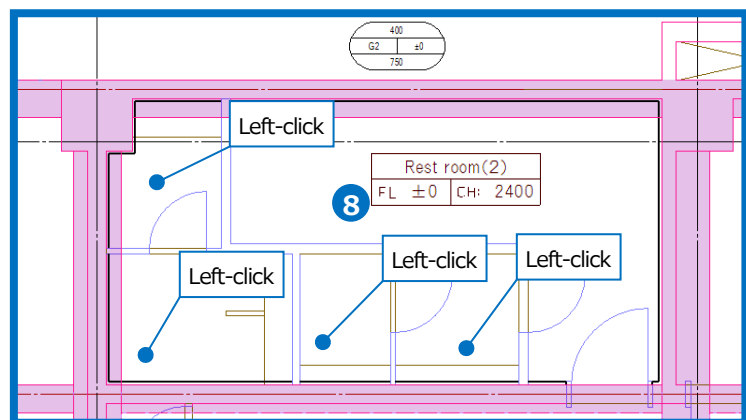 400
G2 ±0
750
Left-click
Rest room(2)
FL ±0 CH: 2400
8
Left-click
Left-click
Left-click